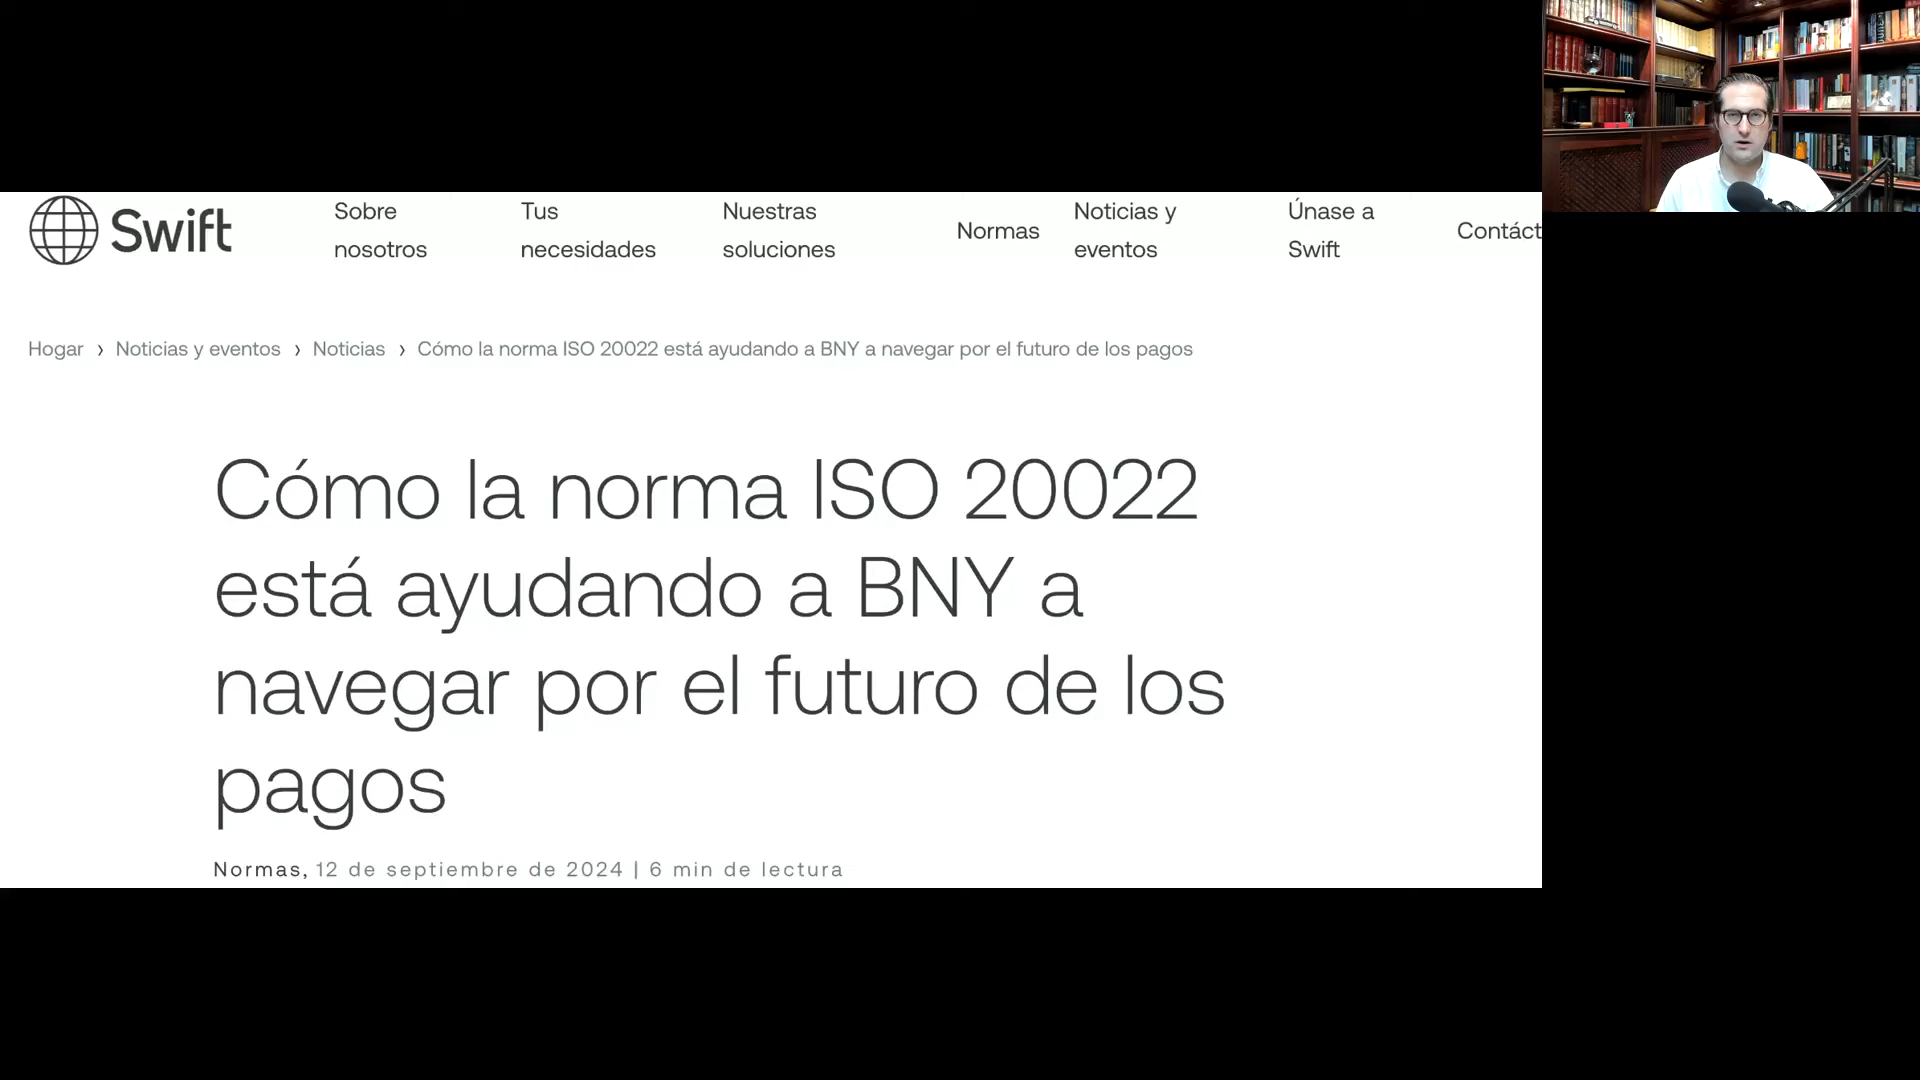 Swift
Sobre nosotros
Tus necesidades
Nuestras soluciones
Normas
Noticias y eventos
Únase a Swift
Contáct
Hogar › Noticias y eventos › Noticias › Cómo la norma ISO 20022 está ayudando a BNY a navegar por el futuro de los pagos
Cómo la norma ISO 20022
está ayudando a BNY a
navegar por el futuro de los
pagos
Normas, 12 de septiembre de 2024 | 6 min de lectura